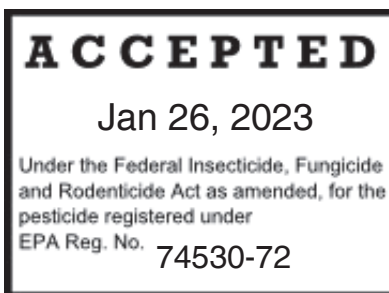 ACCEPTED
Jan 26, 2023
Under the Federal Insecticide, Fungicide
and Rodenticide Act as amended, for the
pesticide registered under
EPA Reg. No. 74530-72